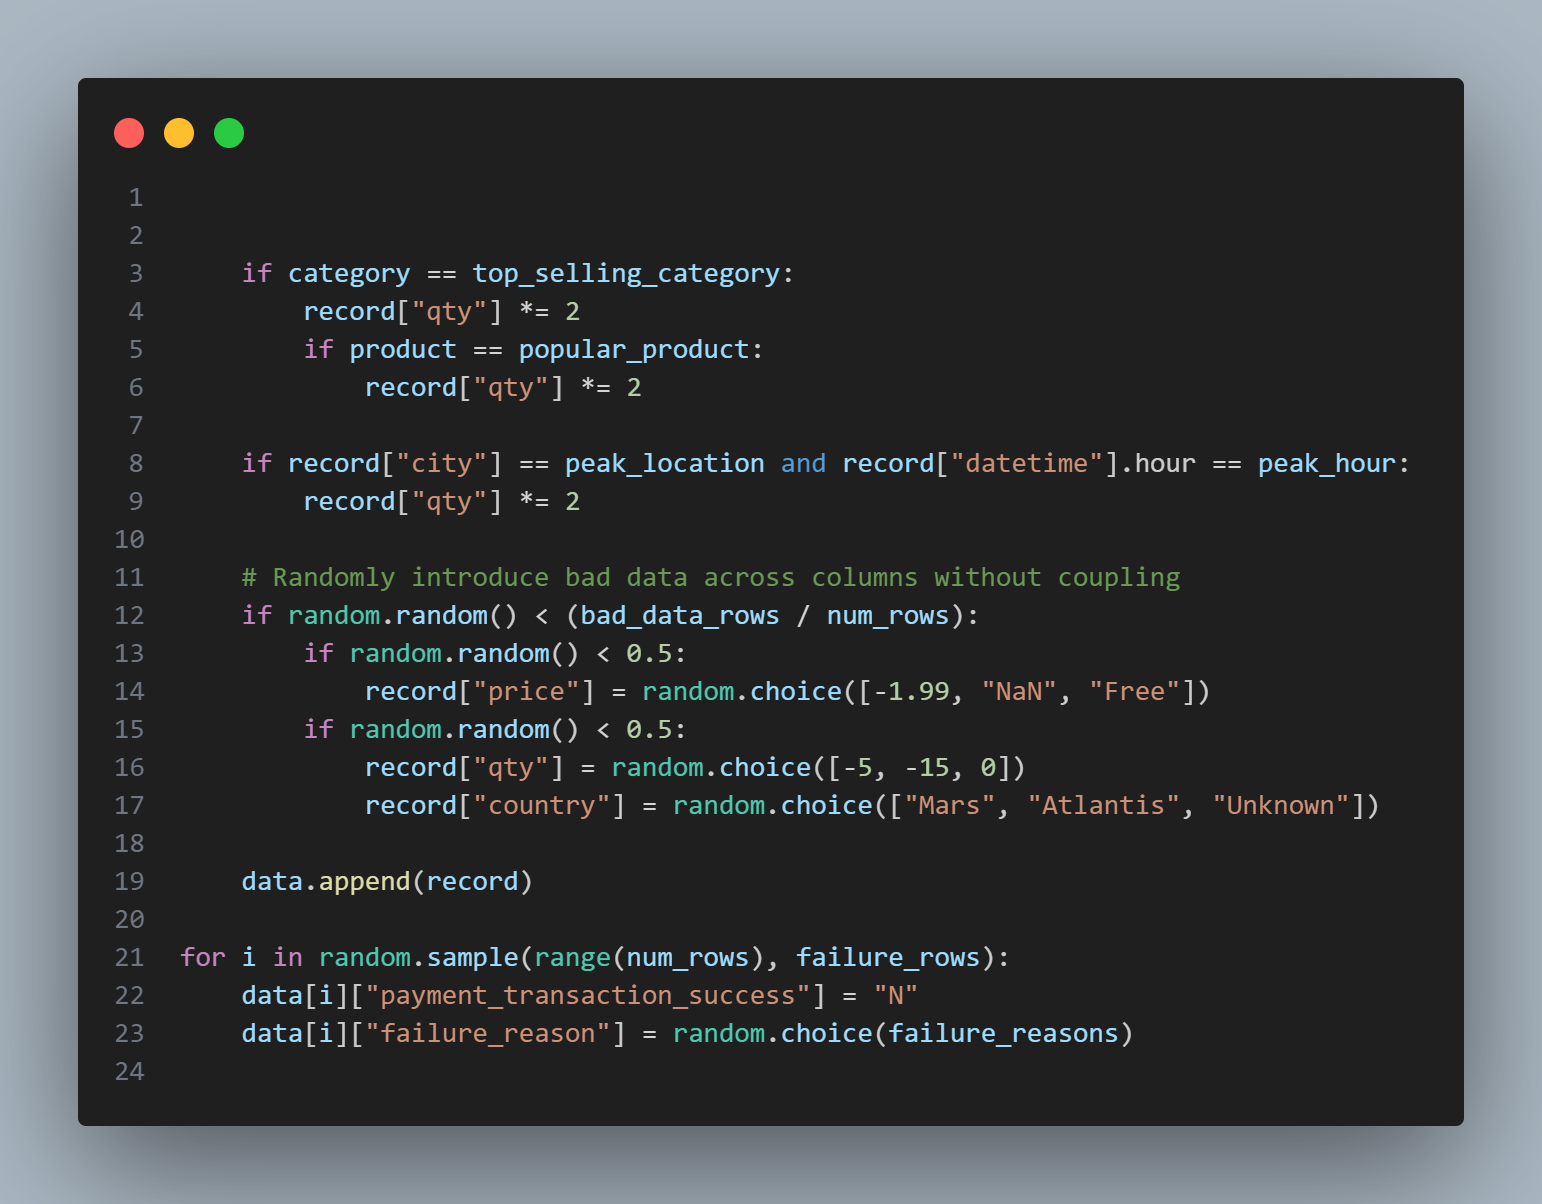 1
2
3     if category == top_selling_category:
4         record["qty"] *= 2
5         if product == popular_product:
6             record["qty"] *= 2
7
8     if record["city"] == peak_location and record["datetime"].hour == peak_hour:
9         record["qty"] *= 2
10
11     # Randomly introduce bad data across columns without coupling
12     if random.random() < (bad_data_rows / num_rows):
13         if random.random() < 0.5:
14             record["price"] = random.choice([-1.99, "NaN", "Free"])
15         if random.random() < 0.5:
16             record["qty"] = random.choice([-5, -15, 0])
17             record["country"] = random.choice(["Mars", "Atlantis", "Unknown"])
18
19     data.append(record)
20
21 for i in random.sample(range(num_rows), failure_rows):
22     data[i]["payment_transaction_success"] = "N"
23     data[i]["failure_reason"] = random.choice(failure_reasons)
24